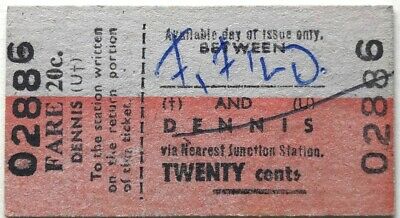 02886
FARE 20c.
DENNIS (U†)
To the station written
on the return portion
of this ticket.
Available day of issue only.
BETWEEN
(†) AND (U)
DENNIS
via Nearest Junction Station.
TWENTY cents
02886